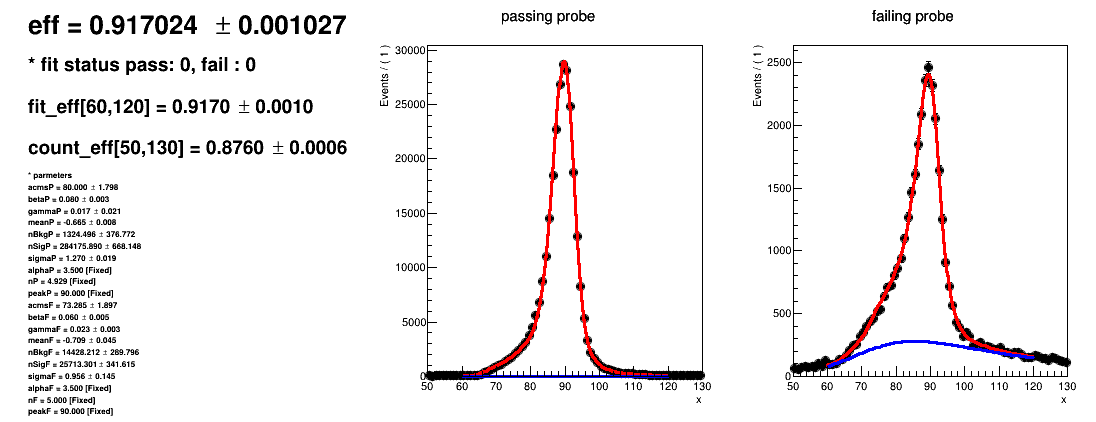 eff = 0.917024 ± 0.001027
* fit status pass: 0, fail : 0
fit_eff[60,120] = 0.9170 ± 0.0010
count_eff[50,130] = 0.8760 ± 0.0006
* parmeters
acmsP = 80.000 ± 1.798
betaP = 0.080 ± 0.003
gammaP = 0.017 ± 0.021
meanP = -0.665 ± 0.008
nBkgP = 1324.496 ± 376.772
nSigP = 284175.890 ± 668.148
sigmaP = 1.270 ± 0.019
alphaP = 3.500 [Fixed]
nP = 4.929 [Fixed]
peakP = 90.000 [Fixed]
acmsF = 73.285 ± 1.897
betaF = 0.060 ± 0.005
gammaF = 0.023 ± 0.003
meanF = -0.709 ± 0.045
nBkgF = 14428.212 ± 289.796
nSigF = 25713.301 ± 341.615
sigmaF = 0.956 ± 0.145
alphaF = 3.500 [Fixed]
nF = 5.000 [Fixed]
peakF = 90.000 [Fixed]
passing probe
Events / ( 1 )
30000
25000
20000
15000
10000
5000
0
50 60 70 80 90 100 110 120 130
x
failing probe
Events / ( 1 )
2500
2000
1500
1000
500
0
50 60 70 80 90 100 110 120 130
x